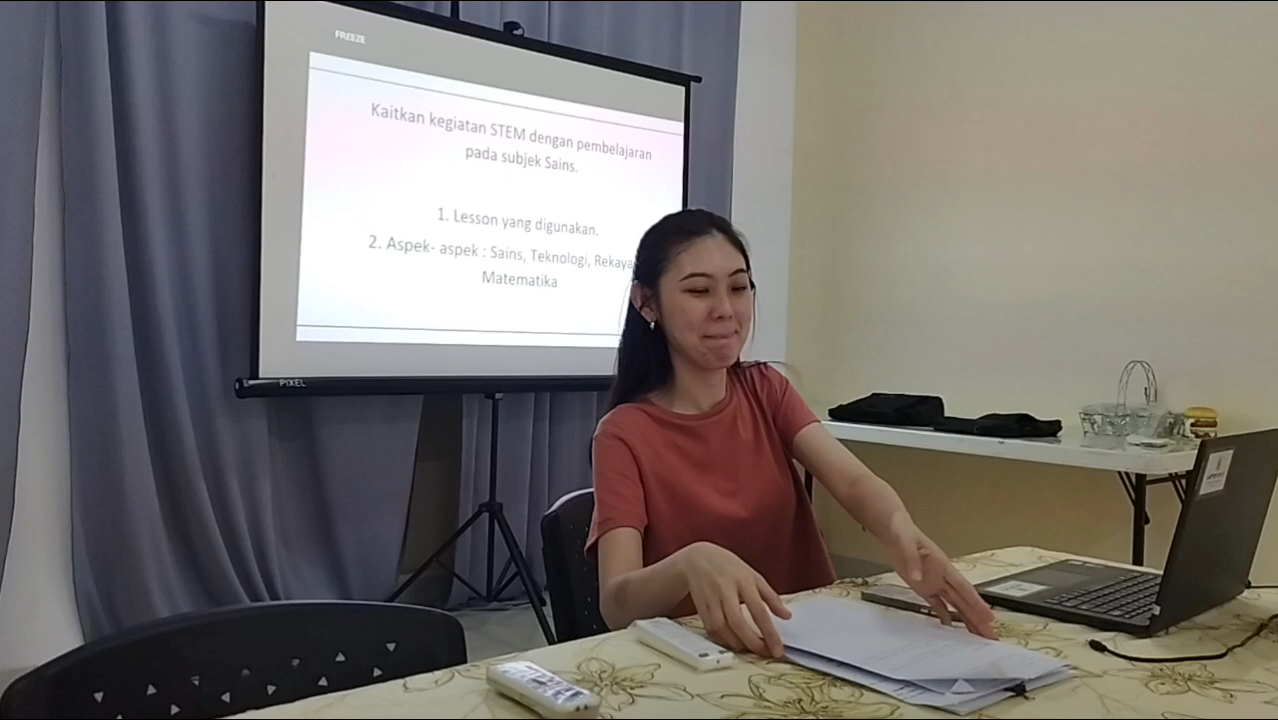 FREEZE
Kaitkan kegiatan STEM dengan pembelajaran
pada subjek Sains.
1. Lesson yang digunakan.
2. Aspek- aspek : Sains, Teknologi,
Matematika
PIXEL